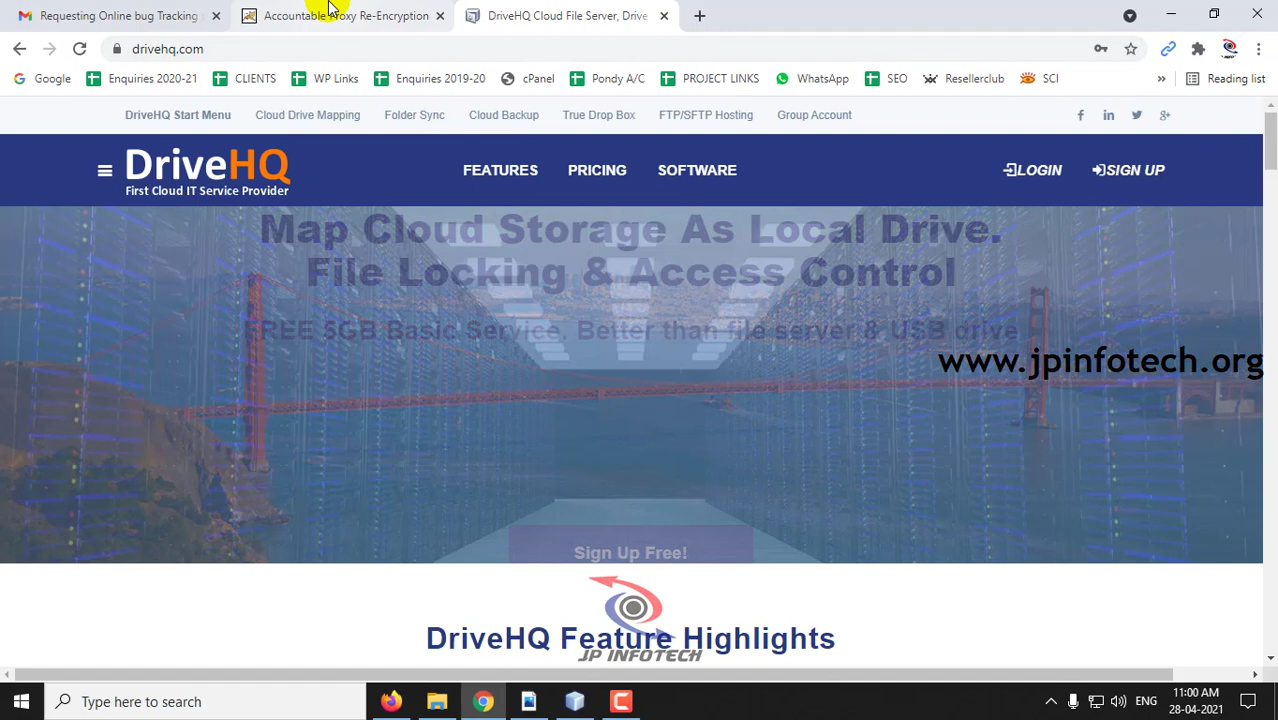 Requesting Online bug Tracking
Accountable Proxy Re-Encryption
DriveHQ Cloud File Server, Drive
drivehq.com
Google
Enquiries 2020-21
CLIENTS
WP Links
Enquiries 2019-20
cPanel
Pondy A/C
PROJECT LINKS
WhatsApp
SEO
Resellerclub
SCI
»
Reading list
DriveHQ Start Menu
Cloud Drive Mapping
Folder Sync
Cloud Backup
True Drop Box
FTP/SFTP Hosting
Group Account
DriveHQ
First Cloud IT Service Provider
FEATURES
PRICING
SOFTWARE
LOGIN
SIGN UP
Map Cloud Storage As Local Drive.
File Locking & Access Control
FREE 5GB Basic Service, Better than file server & USB drive
www.jpinfotech.org
Sign Up Free!
DriveHQ Feature Highlights
JP INFOTECH
Type here to search
ENG
11:00 AM
28-04-2021